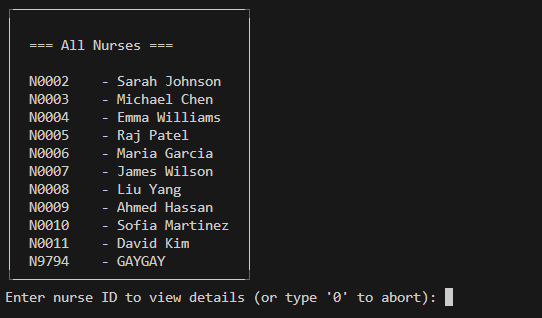 === All Nurses ===
N0002 - Sarah Johnson
N0003 - Michael Chen
N0004 - Emma Williams
N0005 - Raj Patel
N0006 - Maria Garcia
N0007 - James Wilson
N0008 - Liu Yang
N0009 - Ahmed Hassan
N0010 - Sofia Martinez
N0011 - David Kim
N9794 - GAYGAY
Enter nurse ID to view details (or type '0' to abort):